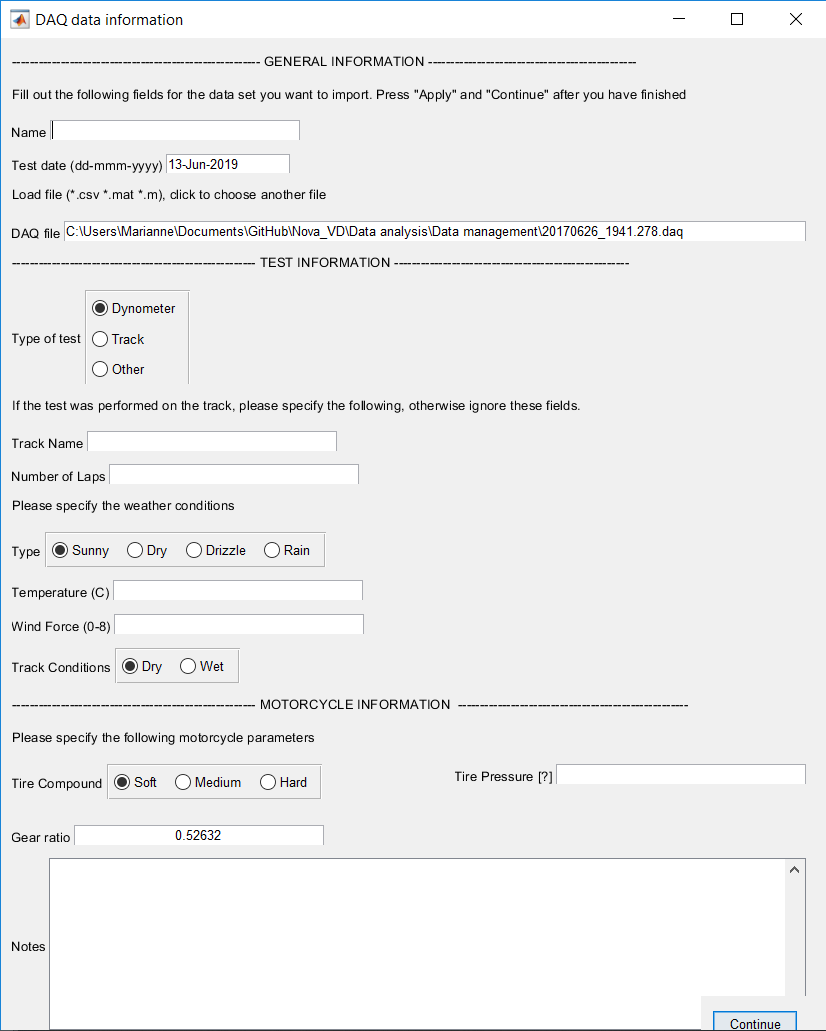 DAQ data information
---------------------------------------------------------- GENERAL INFORMATION -------------------------------------------------
Fill out the following fields for the data set you want to import. Press "Apply" and "Continue" after you have finished
Name
Test date (dd-mmm-yyyy) 13-Jun-2019
Load file (*.csv *.mat *.m), click to choose another file
DAQ file C:\Users\Marianne\Documents\GitHub\Nova_VD\Data analysis\Data management\20170626_1941.278.daq
--------------------------------------------------------- TEST INFORMATION -------------------------------------------------------
Type of test
Dynometer
Track
Other
If the test was performed on the track, please specify the following, otherwise ignore these fields.
Track Name
Number of Laps
Please specify the weather conditions
Type Sunny Dry Drizzle Rain
Temperature (C)
Wind Force (0-8)
Track Conditions Dry Wet
--------------------------------------------------------- MOTORCYCLE INFORMATION ------------------------------------------------------
Please specify the following motorcycle parameters
Tire Compound Soft Medium Hard Tire Pressure [?]
Gear ratio 0.52632
Notes
Continue